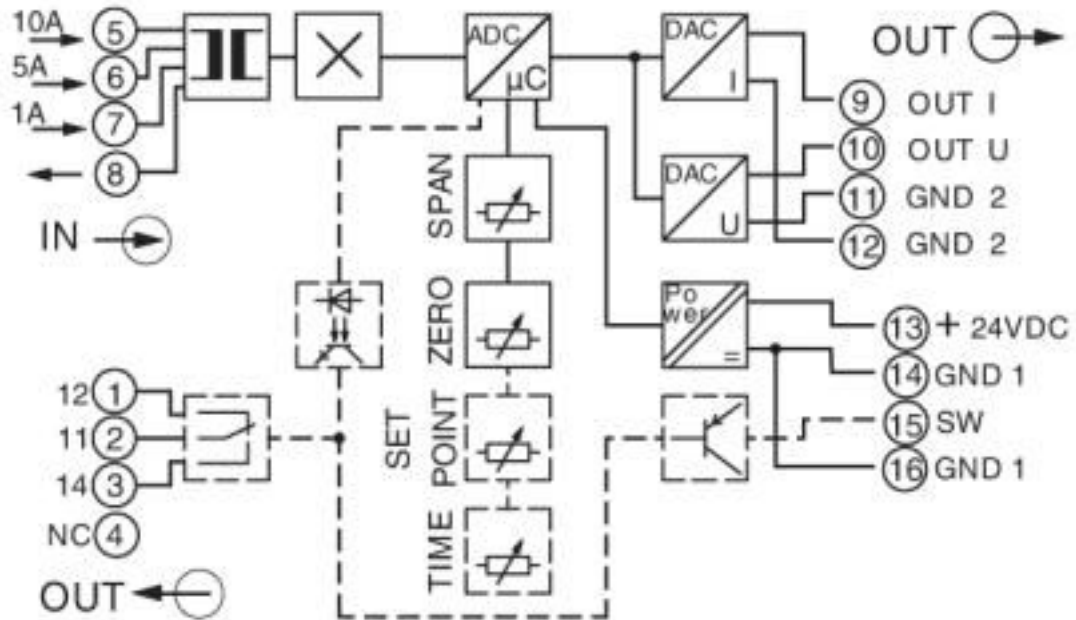 10A 5
5A 6
1A 7
8
IN
ADC
µC
DAC
I
DAC
U
OUT
9 OUT I
10 OUT U
11 GND 2
12 GND 2
SPAN
ZERO
SET
POINT
TIME
Po
wer
=
13 + 24VDC
14 GND 1
15 SW
16 GND 1
12 1
11 2
14 3
NC 4
OUT